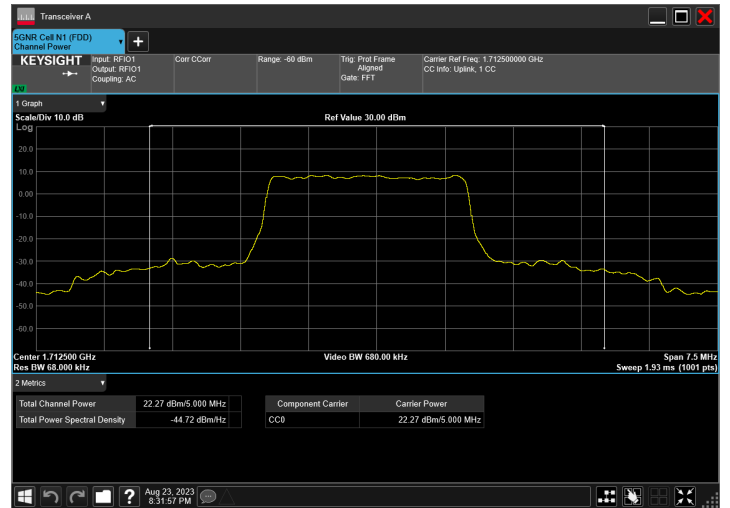 Transceiver A
5GNR Cell N1 (FDD)
Channel Power
KEYSIGHT
LXI
Input: RFIO1
Output: RFIO1
Coupling: AC
Corr CCorr
Range: -60 dBm
Trig: Prot Frame
Aligned
Gate: FFT
Carrier Ref Freq: 1.712500000 GHz
CC Info: Uplink, 1 CC
1 Graph
Scale/Div 10.0 dB
Ref Value 30.00 dBm
Log
20.0
10.0
0.00
-10.0
-20.0
-30.0
-40.0
-50.0
-60.0
Center 1.712500 GHz
Video BW 680.00 kHz
Span 7.5 MHz
Res BW 68.000 kHz
Sweep 1.93 ms (1001 pts)
2 Metrics
Total Channel Power 22.27 dBm/5.000 MHz
Total Power Spectral Density -44.72 dBm/Hz
Component Carrier Carrier Power
CC0 22.27 dBm/5.000 MHz
?
Aug 23, 2023
8:31:57 PM